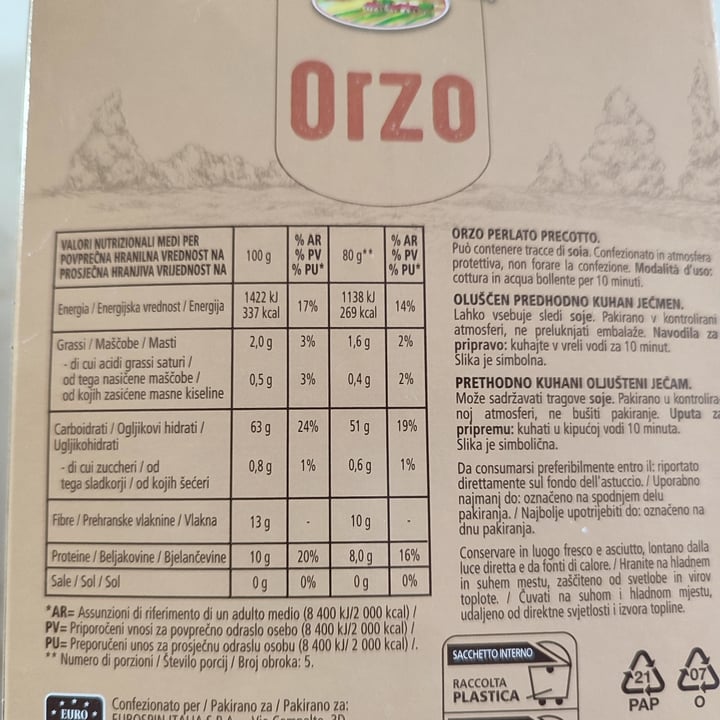 Orzo
VALORI NUTRIZIONALI MEDI PER
POVPREČNA HRANILNA VREDNOST NA
PROSJEČNA HRANJIVA VRIJEDNOST NA
100 g
% AR
% PV
% PU*
80 g**
% AR
% PV
% PU*
Energia / Energijska vrednost / Energija
1422 kJ
337 kcal
17%
1138 kJ
269 kcal
14%
Grassi / Maščobe / Masti
2,0 g
3%
1,6 g
2%
- di cui acidi grassi saturi /
od tega nasičene maščobe /
od kojih zasićene masne kiseline
0,5 g
3%
0,4 g
2%
Carboidrati / Ogljikovi hidrati /
Ugljikohidrati
63 g
24%
51 g
19%
- di cui zuccheri / od
tega sladkorji / od kojih šećeri
0,8 g
1%
0,6 g
1%
Fibre / Prehranske vlaknine / Vlakna
13 g
-
10 g
-
Proteine / Beljakovine / Bjelančevine
10 g
20%
8,0 g
16%
Sale / Sol / Sol
0 g
0%
0 g
0%
*AR= Assunzioni di riferimento di un adulto medio (8 400 kJ/2 000 kcal) /
PV= Priporočeni vnosi za povprečno odraslo osebo (8 400 kJ/2 000 kcal) /
PU= Preporučeni unos za prosječnu odraslu osobu (8 400 kJ/ 2 000 kcal) /.
** Numero di porzioni / Število porcij / Broj obroka: 5.
EURO
Confezionato per / Pakirano za / Pakirano za:
EUROSPIN ITALIA S.P.A.
ORZO PERLATO PRECOTTO.
Può contenere tracce di soia. Confezionato in atmosfera
protettiva, non forare la confezione. Modalità d'uso:
cottura in acqua bollente per 10 minuti.
OLUŠČEN PREDHODNO KUHAN JEČMEN.
Lahko vsebuje sledi soje. Pakirano v kontrolirani
atmosferi, ne preluknjati embalaže. Navodila za
pripravo: kuhajte v vreli vodi za 10 minut.
Slika je simbolna.
PRETHODNO KUHANI OLJUŠTENI JEČAM.
Može sadržavati tragove soje. Pakirano u kontrolira-
noj atmosferi, ne bušiti pakiranje. Uputa za
pripremu: kuhati u kipućoj vodi 10 minuta.
Slika je simbolična.
Da consumarsi preferibilmente entro il: riportato
direttamente sul fondo dell'astuccio. / Uporabno
najmanj do: označeno na spodnjem delu
pakiranja. / Najbolje upotrijebiti do: označeno na
dnu pakiranja.
Conservare in luogo fresco e asciutto, lontano dalla
luce diretta e da fonti di calore. / Hranite na hladnem
in suhem mestu, zaščiteno od svetlobe in virov
toplote. / Čuvati na suhom i hladnom mjestu,
udaljeno od direktne svjetlosti i izvora topline.
SACCHETTO INTERNO
RACCOLTA
PLASTICA
21
PAP
07
O